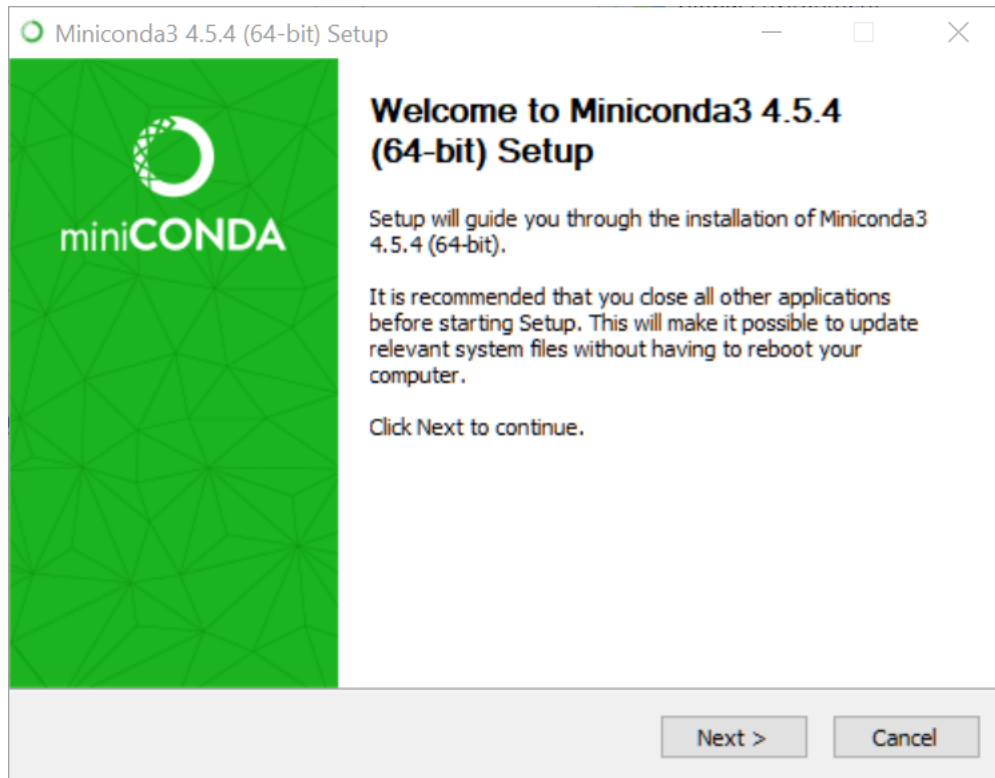 Miniconda3 4.5.4 (64-bit) Setup
miniCONDA
Welcome to Miniconda3 4.5.4
(64-bit) Setup
Setup will guide you through the installation of Miniconda3
4.5.4 (64-bit).
It is recommended that you close all other applications
before starting Setup. This will make it possible to update
relevant system files without having to reboot your
computer.
Click Next to continue.
Next >
Cancel